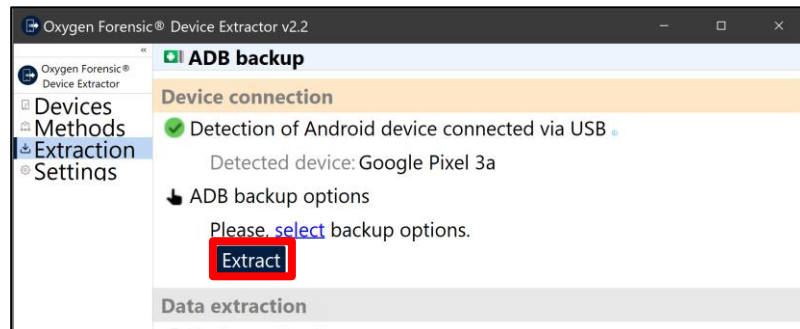 Oxygen Forensic® Device Extractor v2.2
«
Oxygen Forensic®
Device Extractor
Devices
Methods
Extraction
Settings
ADB backup
Device connection
Detection of Android device connected via USB
Detected device: Google Pixel 3a
ADB backup options
Please, select backup options.
Extract
Data extraction